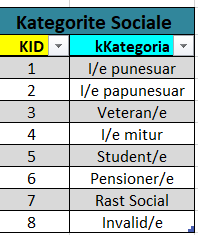 Kategorite Sociale
KID kKategoria
1 I/e punesuar
2 I/e papunesuar
3 Veteran/e
4 I/e mitur
5 Student/e
6 Pensioner/e
7 Rast Social
8 Invalid/e